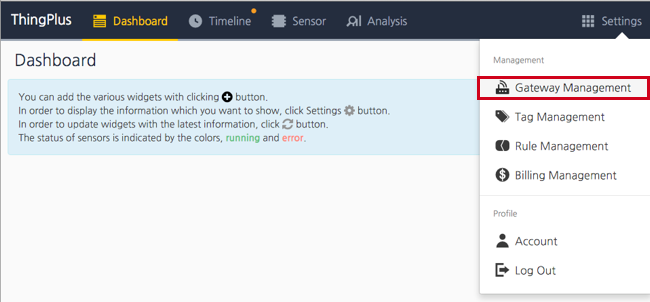 ThingPlus Dashboard Timeline Sensor Analysis Settings
Dashboard
You can add the various widgets with clicking button.
In order to display the information which you want to show, click Settings button.
In order to update widgets with the latest information, click button.
The status of sensors is indicated by the colors, running and error.
Management
Gateway Management
Tag Management
Rule Management
Billing Management
Profile
Account
Log Out